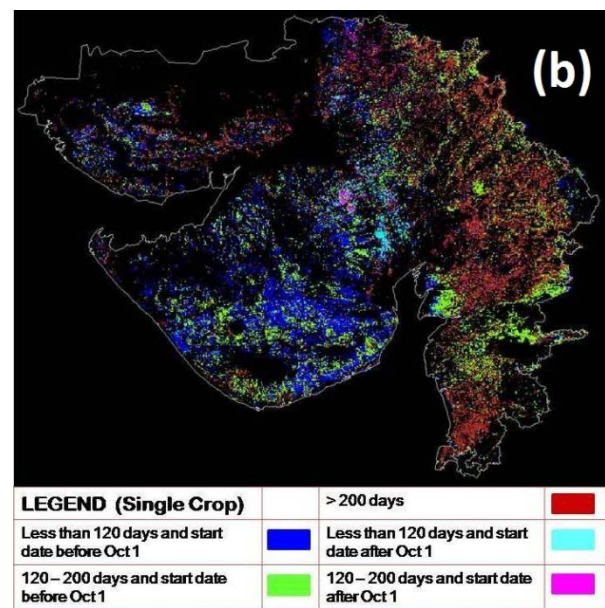 (b)
LEGEND (Single Crop)
> 200 days
Less than 120 days and start
date before Oct 1
Less than 120 days and start
date after Oct 1
120 – 200 days and start date
before Oct 1
120 – 200 days and start date
after Oct 1